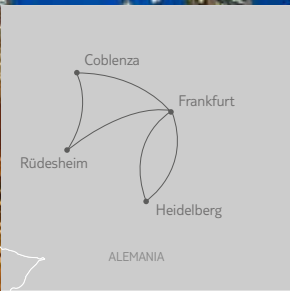 Coblenza
Frankfurt
Rüdesheim
Heidelberg
ALEMANIA